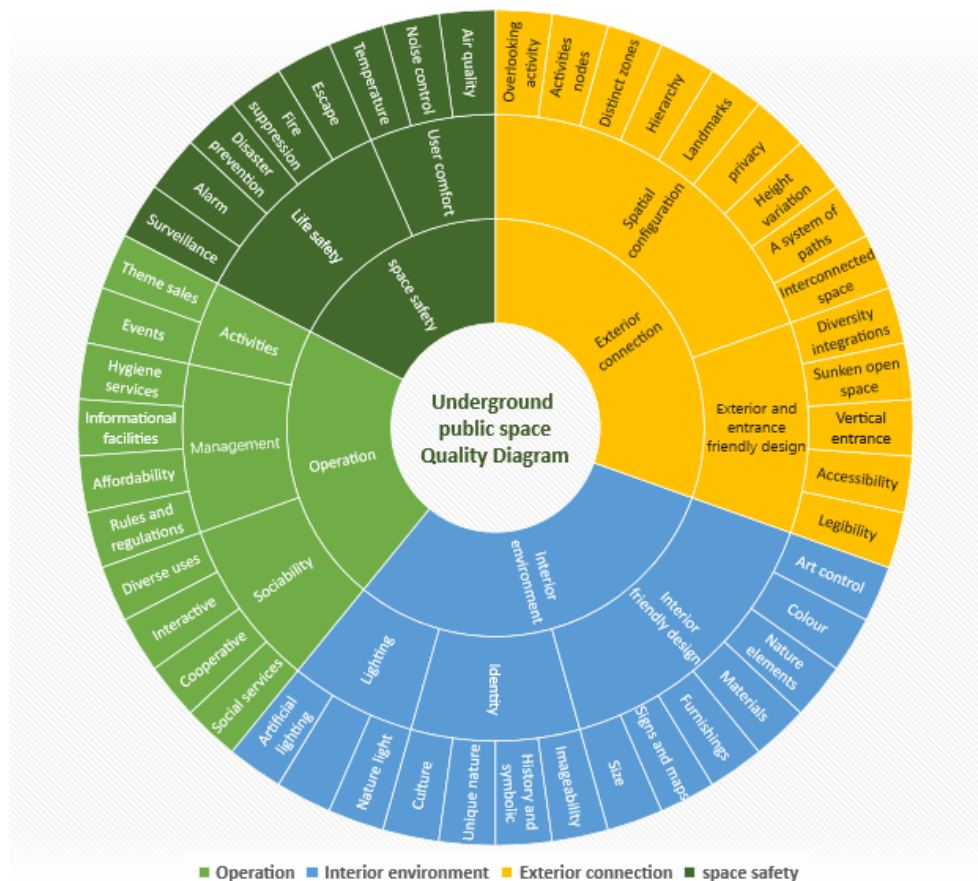 Underground
public space
Quality Diagram
Exterior
connection
Spatial
configuration
Overlooking
activity
Activities
nodes
Distinct zones
Hierarchy
Landmarks
privacy
Height
variation
A system of
paths
Interconnected
space
Exterior and
entrance
friendly design
Diversity
integrations
Sunken open
space
Vertical
entrance
Accessibility
Legibility
Interior
environment
Interior
friendly design
Art control
Colour
Nature
elements
Materials
Furnishings
Signs and maps
Size
Identity
Imageability
History and
symbolic
Unique nature
Culture
Lighting
Nature light
Artificial
lighting
Operation
Sociability
Social services
Cooperative
Interactive
Diverse uses
Management
Rules and
regulations
Affordability
Informational
facilities
Hygiene
services
Activities
Events
Theme sales
space safety
Life safety
Surveillance
Alarm
Disaster
prevention
Fire
suppression
Escape
User comfort
Temperature
Noise control
Air quality
Operation
Interior environment
Exterior connection
space safety